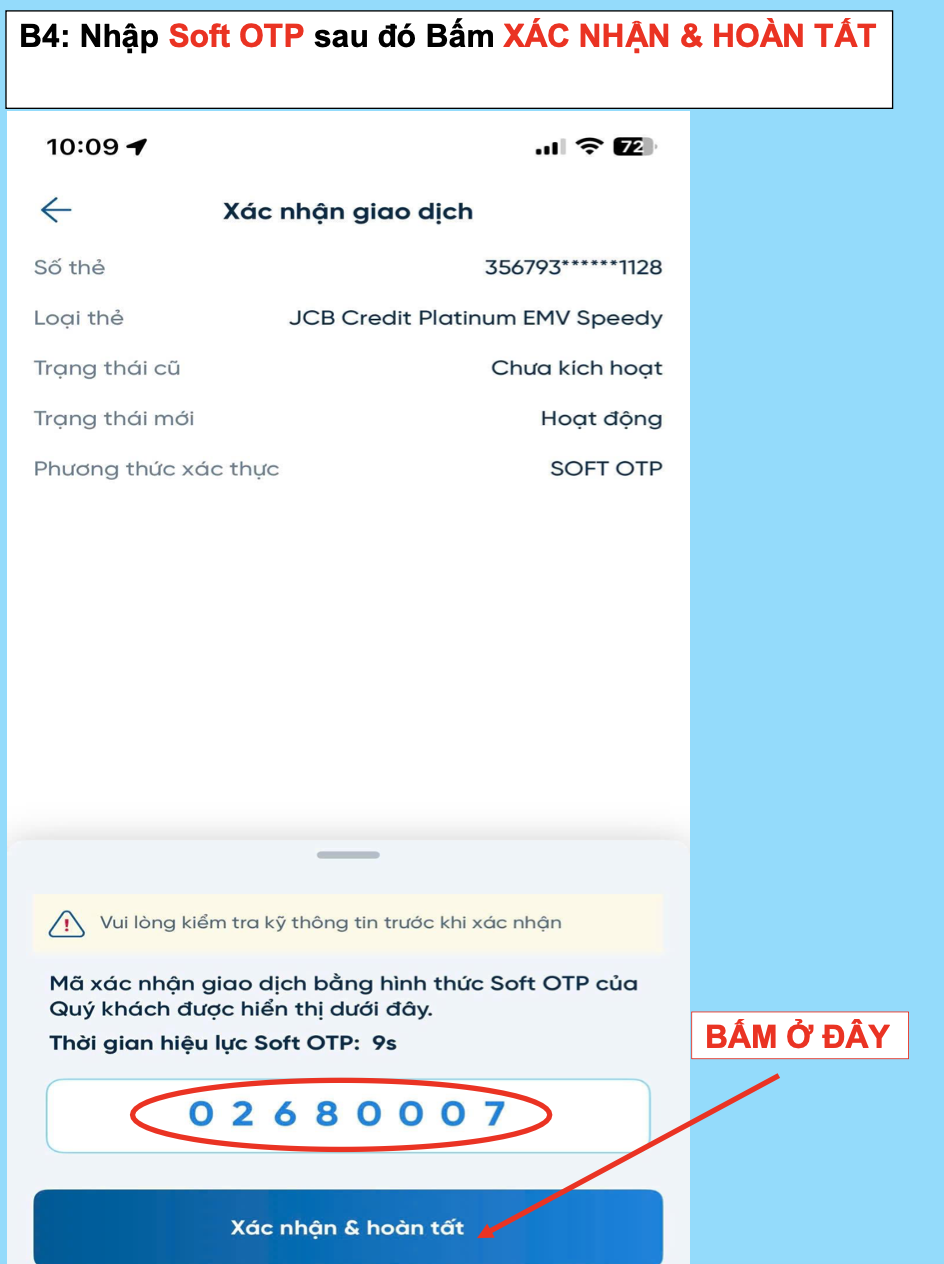 B4: Nhập Soft OTP sau đó Bấm XÁC NHẬN & HOÀN TẤT
10:09
72
Xác nhận giao dịch
Số thẻ 356793******1128
Loại thẻ JCB Credit Platinum EMV Speedy
Trạng thái cũ Chưa kích hoạt
Trạng thái mới Hoạt động
Phương thức xác thực SOFT OTP
Vui lòng kiểm tra kỹ thông tin trước khi xác nhận
Mã xác nhận giao dịch bằng hình thức Soft OTP của
Quý khách được hiển thị dưới đây.
Thời gian hiệu lực Soft OTP: 9s
BẤM Ở ĐÂY
0 2 6 8 0 0 0 7
Xác nhận & hoàn tất